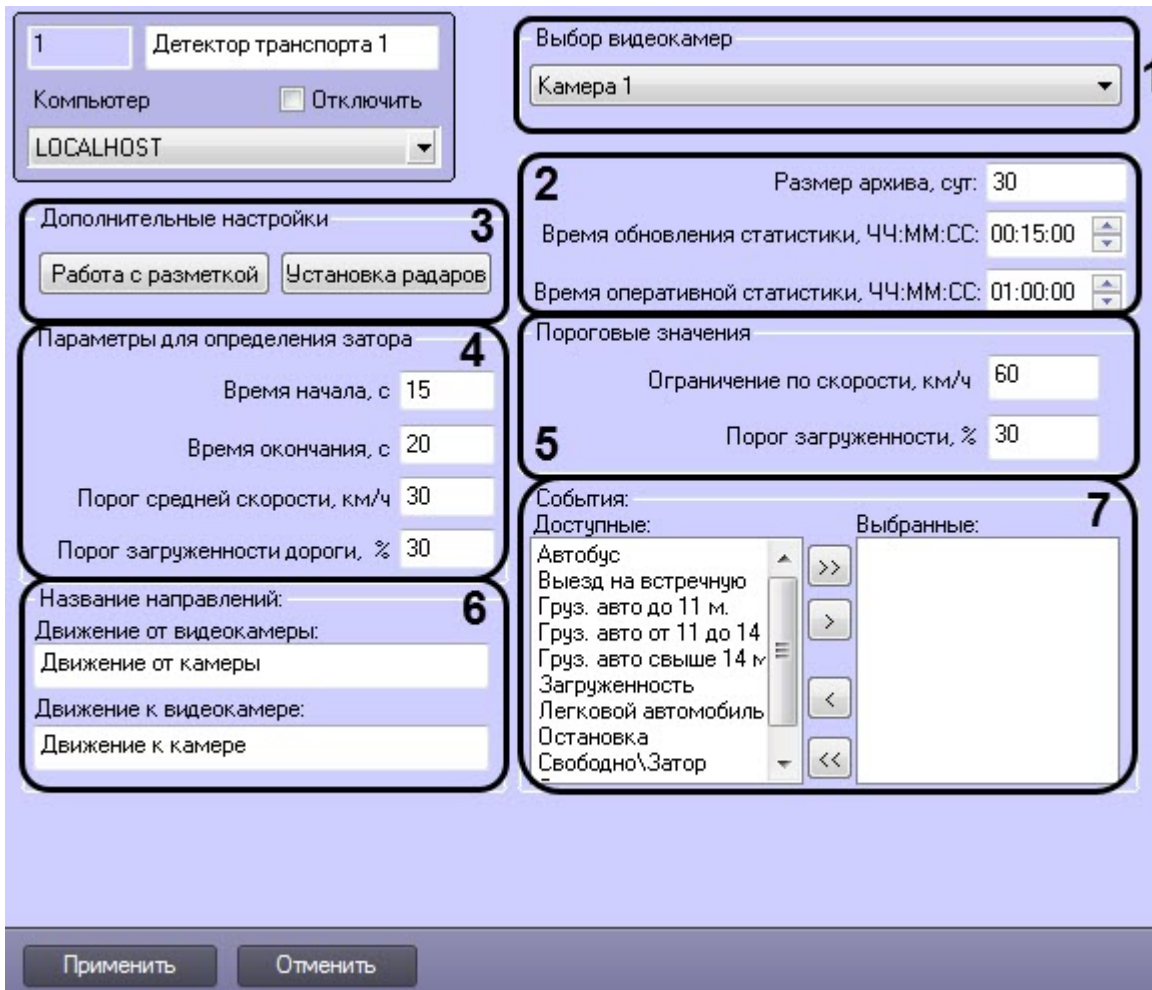 1
Детектор транспорта 1
Компьютер
Отключить
LOCALHOST
Выбор видеокамер
Камера 1
1
2
Размер архива, сут: 30
Время обновления статистики, ЧЧ:ММ:СС: 00:15:00
Время оперативной статистики, ЧЧ:ММ:СС: 01:00:00
Дополнительные настройки
3
Работа с разметкой
Установка радаров
Параметры для определения затора
4
Время начала, с 15
Время окончания, с 20
Порог средней скорости, км/ч 30
Порог загруженности дороги, % 30
Пороговые значения
Ограничение по скорости, км/ч 60
5
Порог загруженности, % 30
Название направлений:
6
Движение от видеокамеры:
Движение от камеры
Движение к видеокамере:
Движение к камере
События:
7
Доступные:
Автобус
Выезд на встречную
Груз. авто до 11 м.
Груз. авто от 11 до 14
Груз. авто свыше 14 м
Загруженность
Легковой автомобиль
Остановка
Свободно\Затор
>>
>
<
<<
Выбранные:
Применить
Отменить